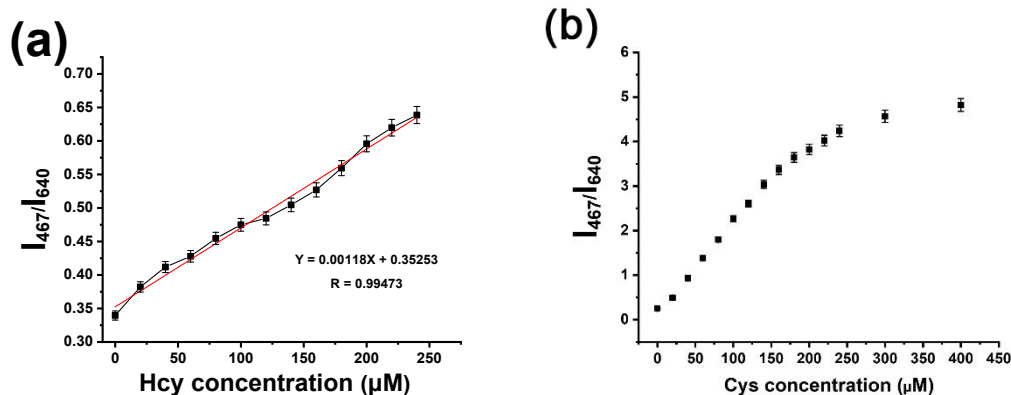 (a)
0.70
0.65
0.60
0.55
0.50
0.45
0.40
0.35
0.30
I467/I640
Y = 0.00118X + 0.35253
R = 0.99473
0 50 100 150 200 250
Hcy concentration (μM)
(b)
6
5
4
3
2
1
0
I467/I640
0 50 100 150 200 250 300 350 400 450
Cys concentration (μM)